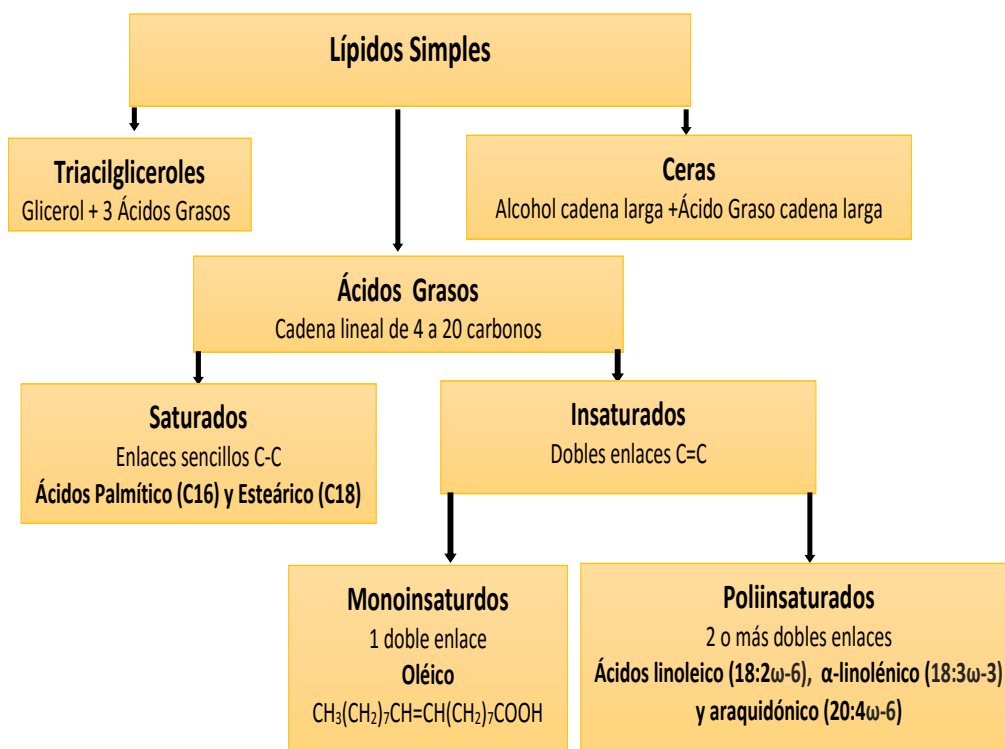 Lípidos Simples
Triacilgliceroles
Glicerol + 3 Ácidos Grasos
Ceras
Alcohol cadena larga +Ácido Graso cadena larga
Ácidos Grasos
Cadena lineal de 4 a 20 carbonos
Saturados
Enlaces sencillos C-C
Ácidos Palmítico (C16) y Esteárico (C18)
Insaturados
Dobles enlaces C=C
Monoinsaturdos
1 doble enlace
Oléico
CH₃(CH₂)₇CH=CH(CH₂)₇COOH
Poliinsaturados
2 o más dobles enlaces
Ácidos linoleico (18:2ω-6), α-linolénico (18:3ω-3)
y araquidónico (20:4ω-6)